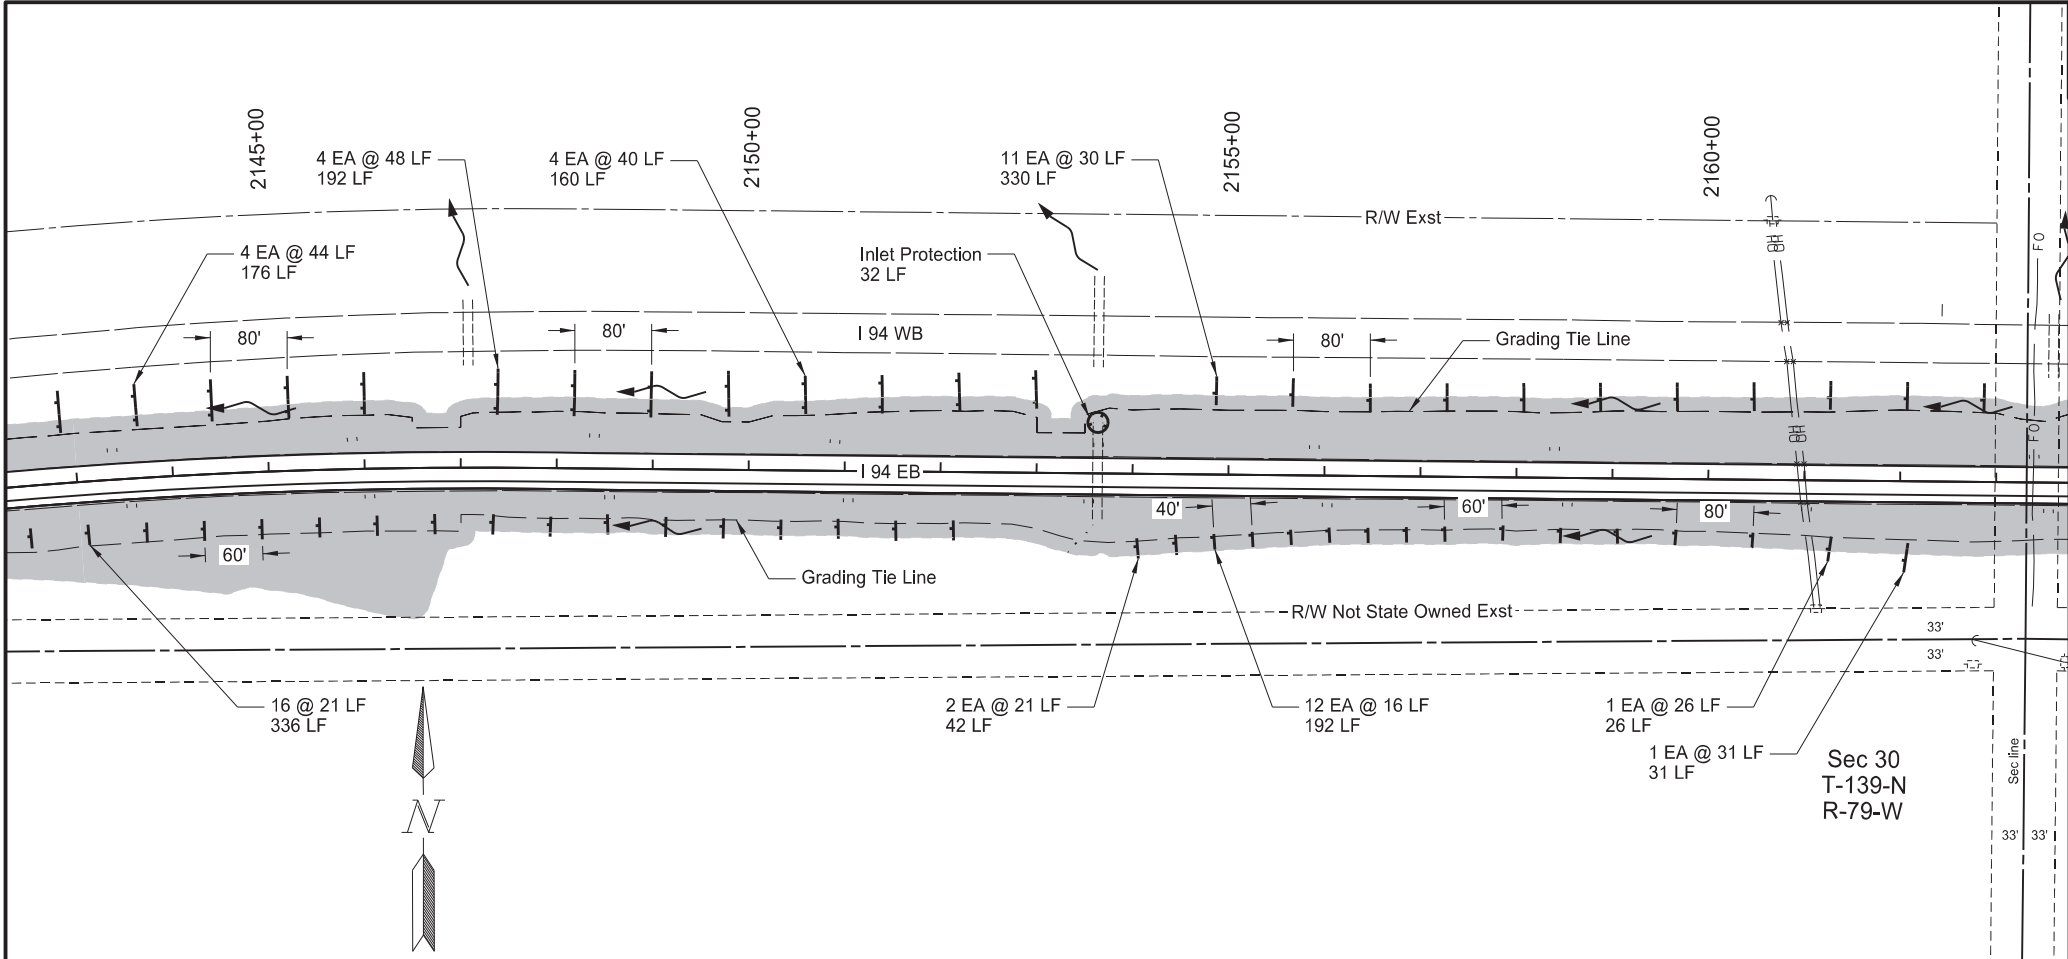 2145+00
2150+00
2155+00
2160+00
4 EA @ 48 LF
192 LF
4 EA @ 40 LF
160 LF
11 EA @ 30 LF
330 LF
4 EA @ 44 LF
176 LF
Inlet Protection
32 LF
R/W Exst
OH
OH
FO
80'
80'
I 94 WB
80'
Grading Tie Line
OH
OH
FO
I 94 EB
60'
40'
60'
80'
Grading Tie Line
R/W Not State Owned Exst
33'
33'
16 @ 21 LF
336 LF
2 EA @ 21 LF
42 LF
12 EA @ 16 LF
192 LF
1 EA @ 26 LF
26 LF
1 EA @ 31 LF
31 LF
Sec 30
T-139-N
R-79-W
Sec line
33'
33'
N